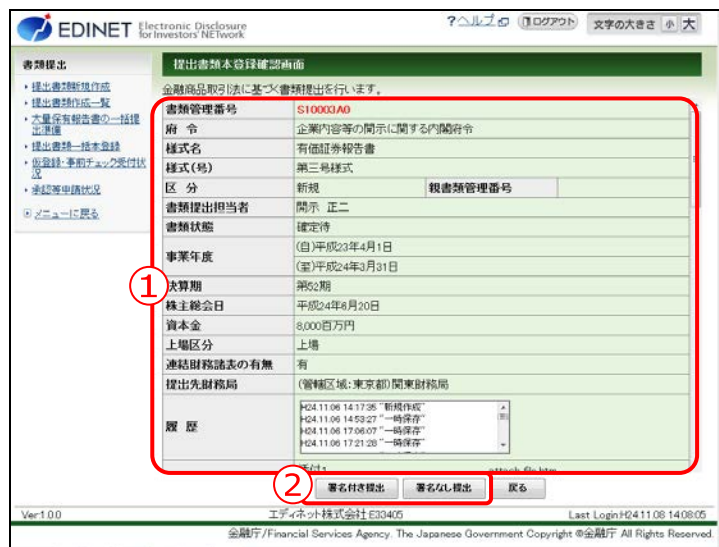 EDINET Electronic Disclosure for Investors' NETwork
?ヘルプ ログアウト 文字の大きさ 小 大
書類提出
・提出書類新規作成
・提出書類作成一覧
・大量保有報告書の一括提出準備
・提出書類一括本登録
・仮登録・事前チェック受付状況
・承認等申請状況
メニューに戻る
提出書類本登録確認画面
金融商品取引法に基づく書類提出を行います。
①
書類管理番号 S10003A0
府 令 企業内容等の開示に関する内閣府令
様式名 有価証券報告書
様式(号) 第三号様式
区 分 新規 親書類管理番号
書類提出担当者 開示 正二
書類状態 確定待
事業年度 (自)平成23年4月1日
(至)平成24年3月31日
決算期 第52期
株主総会日 平成24年6月20日
資本金 8,000百万円
上場区分 上場
連結財務諸表の有無 有
提出先財務局 (管轄区域:東京都)関東財務局
履 歴
H24.11.06 14:17:35 "新規作成"
H24.11.06 14:53:27 "一時保存"
H24.11.06 17:06:07 "一時保存"
H24.11.06 17:21:28 "一時保存"
②
署名付き提出 署名なし提出 戻る
Ver:1.0.0 エディネット株式会社 E33405 Last Login:H24.11.08 14:08:05
金融庁/Financial Services Agency. The Japanese Government Copyright ©金融庁 All Rights Reserved.